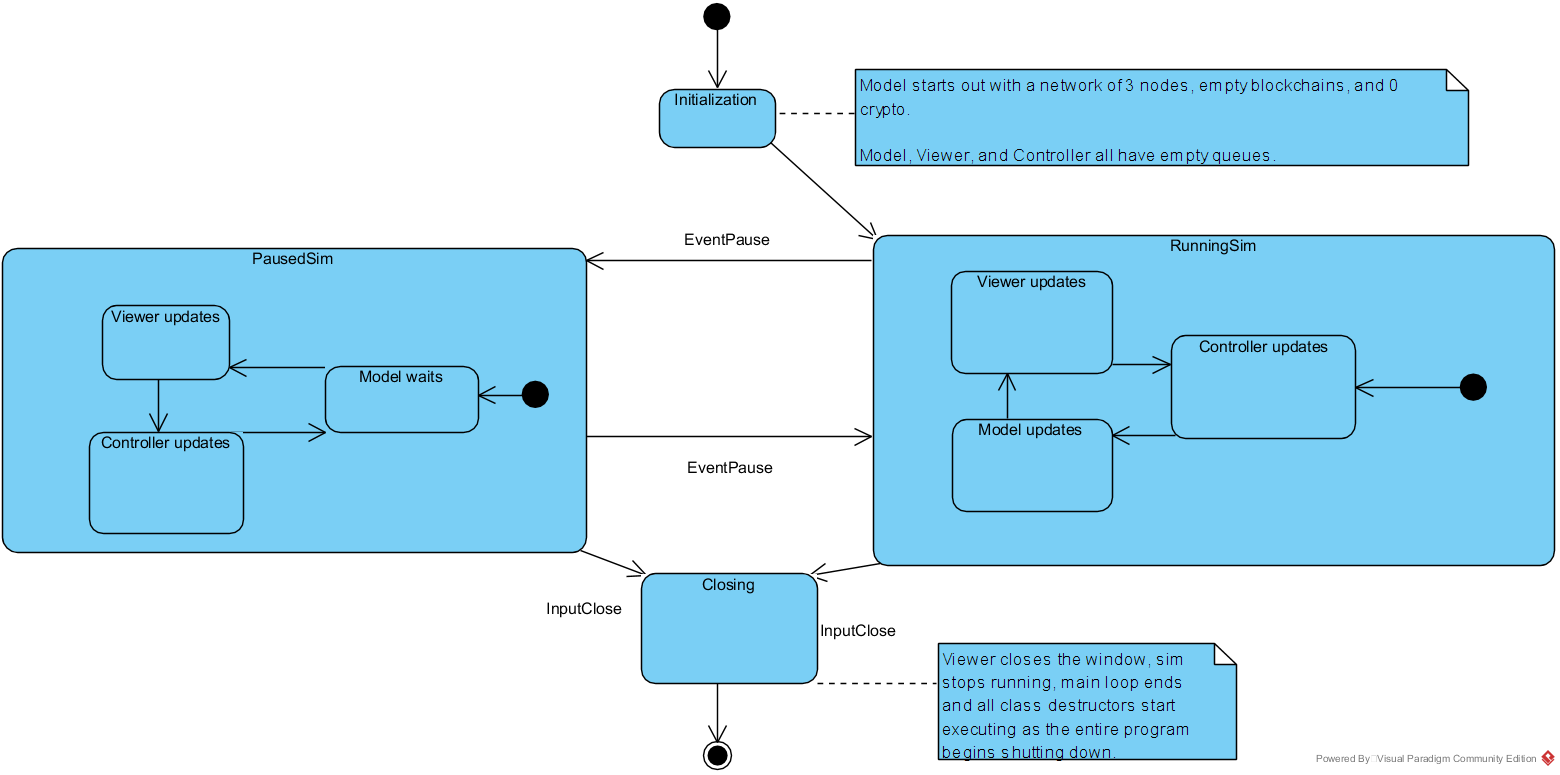 Initialization
Model starts out with a network of 3 nodes, empty blockchains, and 0
crypto.
Model, Viewer, and Controller all have empty queues.
EventPause
PausedSim
Viewer updates
Model waits
Controller updates
RunningSim
Viewer updates
Controller updates
Model updates
EventPause
Closing
InputClose
InputClose
Viewer closes the window, sim
stops running, main loop ends
and all class destructors start
executing as the entire program
begins shutting down.
Powered By Visual Paradigm Community Edition